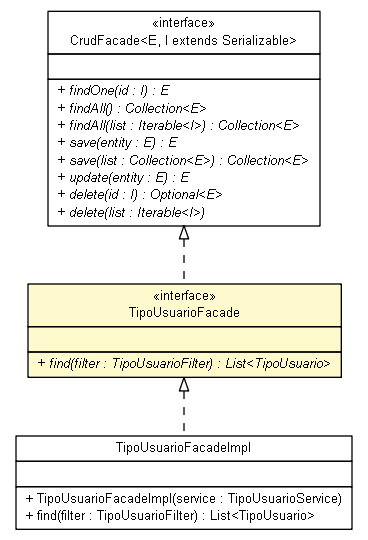 «interface»
CrudFacade<E, I extends Serializable>
+ findOne(id : I) : E
+ findAll() : Collection<E>
+ findAll(list : Iterable<I>) : Collection<E>
+ save(entity : E) : E
+ save(list : Collection<E>) : Collection<E>
+ update(entity : E) : E
+ delete(id : I) : Optional<E>
+ delete(list : Iterable<I>)
«interface»
TipoUsuarioFacade
+ find(filter : TipoUsuarioFilter) : List<TipoUsuario>
TipoUsuarioFacadeImpl
+ TipoUsuarioFacadeImpl(service : TipoUsuarioService)
+ find(filter : TipoUsuarioFilter) : List<TipoUsuario>